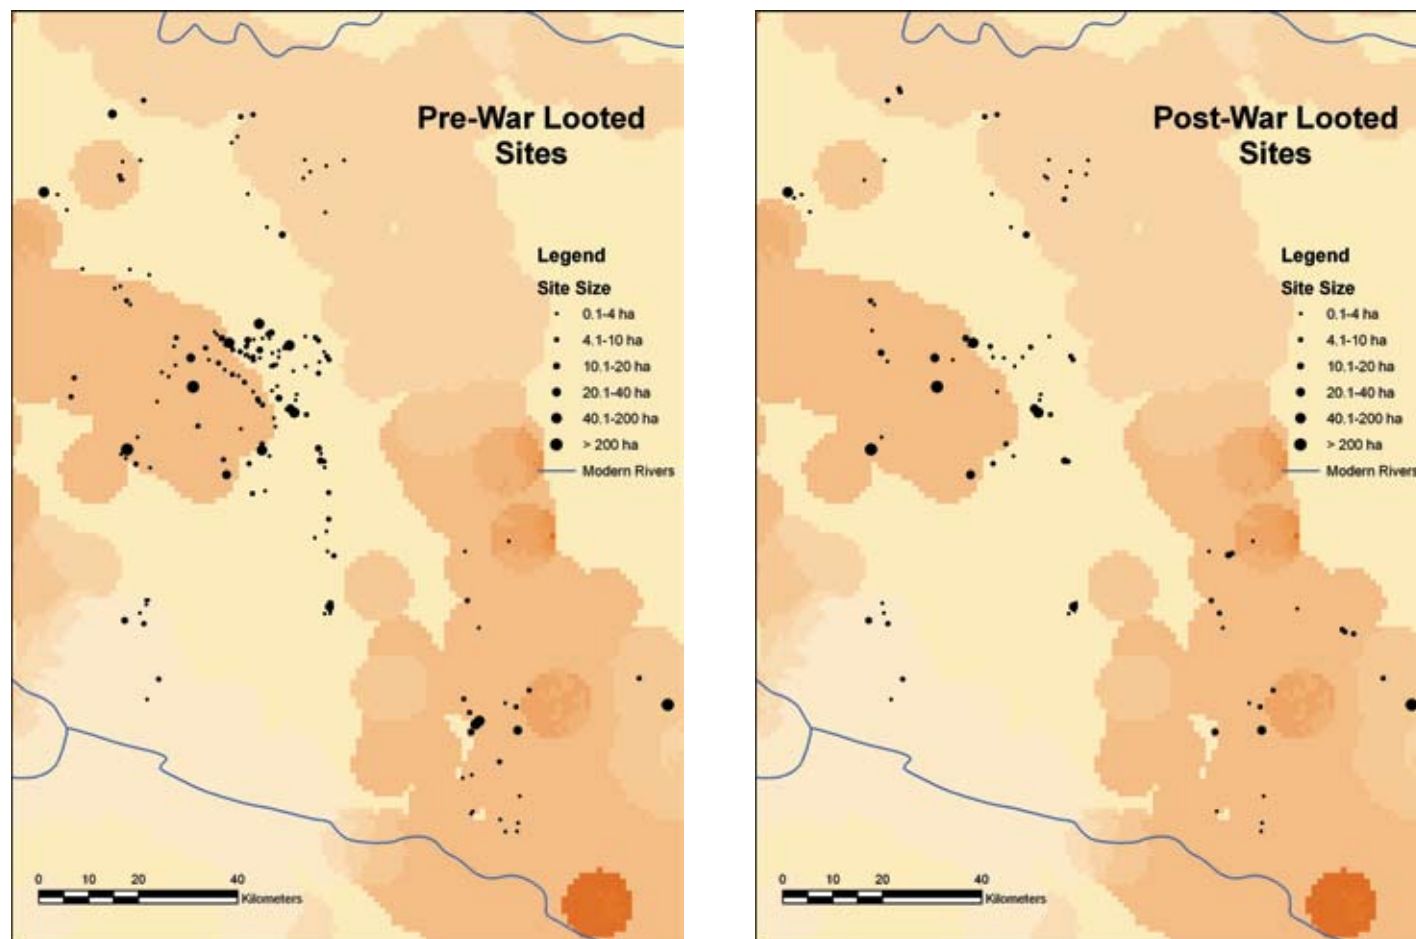 Pre-War Looted
Sites
Legend
Site Size
0.1-4 ha
4.1-10 ha
10.1-20 ha
20.1-40 ha
40.1-200 ha
> 200 ha
Modern Rivers
0 10 20 40
Kilometers
Post-War Looted
Sites
Legend
Site Size
0.1-4 ha
4.1-10 ha
10.1-20 ha
20.1-40 ha
40.1-200 ha
> 200 ha
Modern Rivers
0 10 20 40
Kilometers